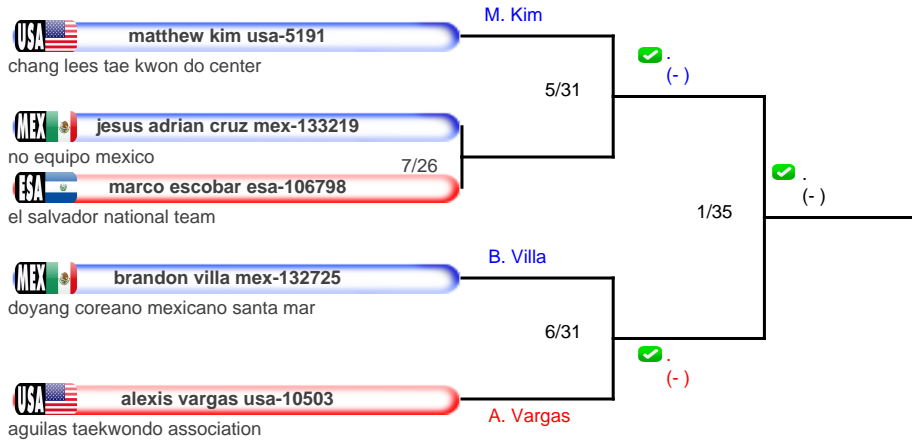 M. Kim
USA matthew kim usa-5191
chang lees tae kwon do center
.
(- )
5/31
MEX jesus adrian cruz mex-133219
no equipo mexico
7/26
ESA marco escobar esa-106798
el salvador national team
.
(- )
1/35
B. Villa
MEX brandon villa mex-132725
doyang coreano mexicano santa mar
6/31
.
(- )
USA alexis vargas usa-10503
A. Vargas
aguilas taekwondo association